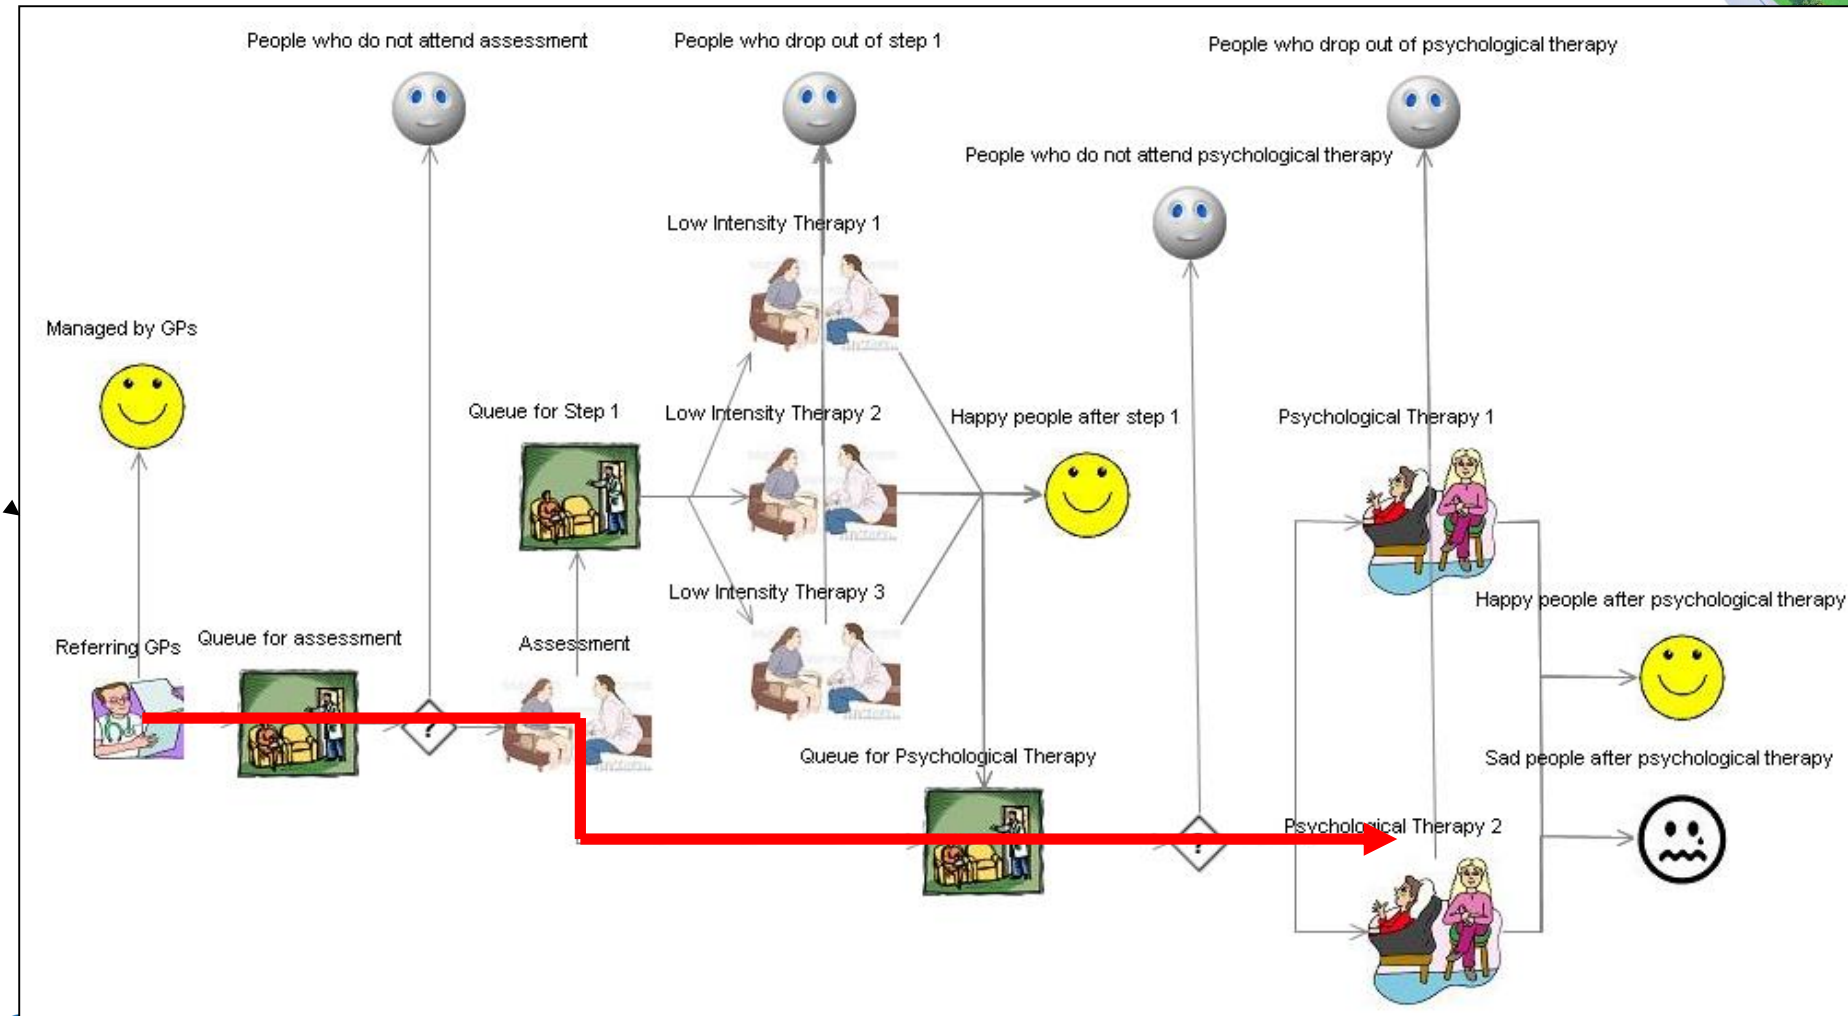 People who do not attend assessment
People who drop out of step 1
People who drop out of psychological therapy
People who do not attend psychological therapy
Low Intensity Therapy 1
Managed by GPs
Queue for Step 1
Low Intensity Therapy 2
Happy people after step 1
Psychological Therapy 1
Low Intensity Therapy 3
Happy people after psychological therapy
Referring GPs
Queue for assessment
Assessment
?
Queue for Psychological Therapy
Sad people after psychological therapy
Psychological Therapy 2
?